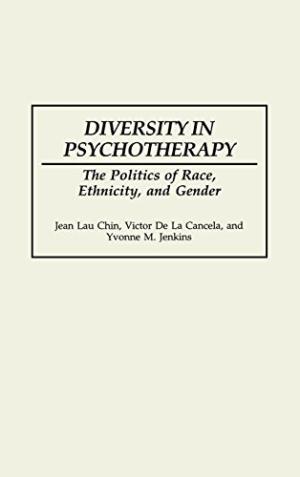 DIVERSITY IN
PSYCHOTHERAPY
The Politics of Race,
Ethnicity, and Gender
Jean Lau Chin, Victor De La Cancela, and
Yvonne M. Jenkins